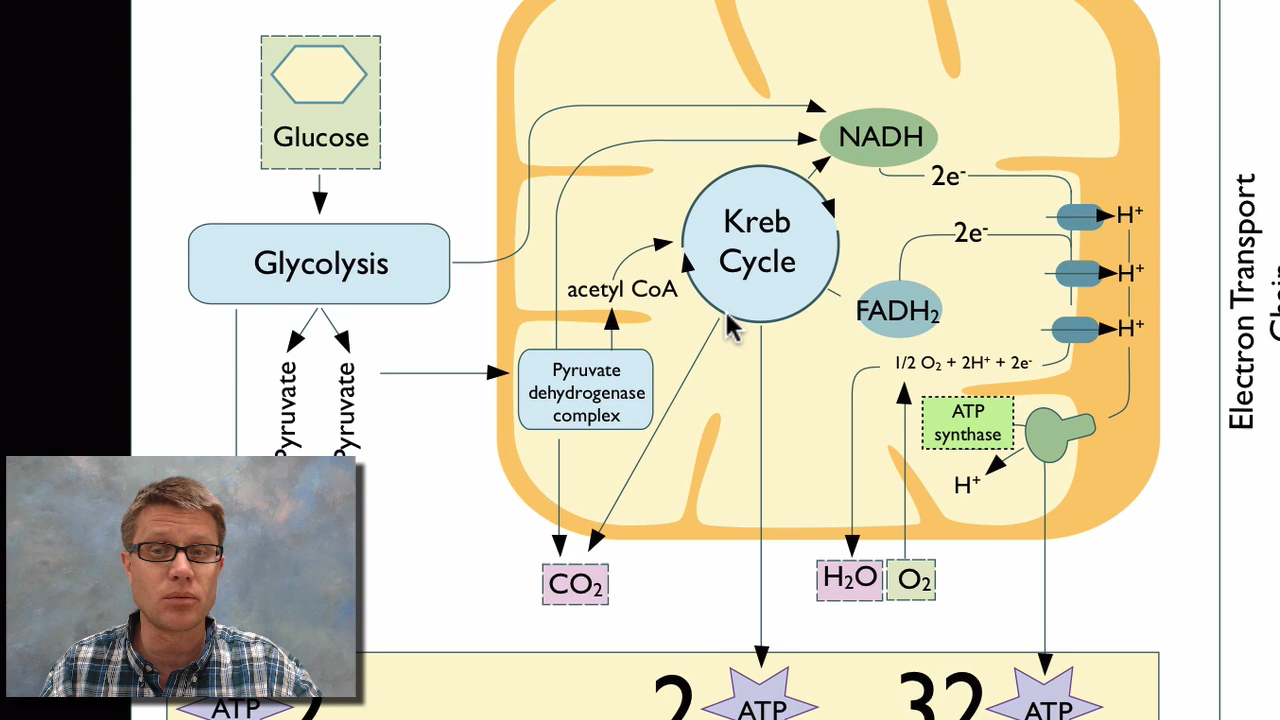 Glucose
NADH
2e-
H+
Kreb
Cycle
2e-
Glycolysis
H+
acetyl CoA
FADH2
H+
Pyruvate
Pyruvate
Pyruvate
dehydrogenase
complex
1/2 O2 + 2H+ + 2e-
ATP
synthase
H+
CO2
H2O
O2
Electron Transport
ATP
2
2
ATP
32
ATP